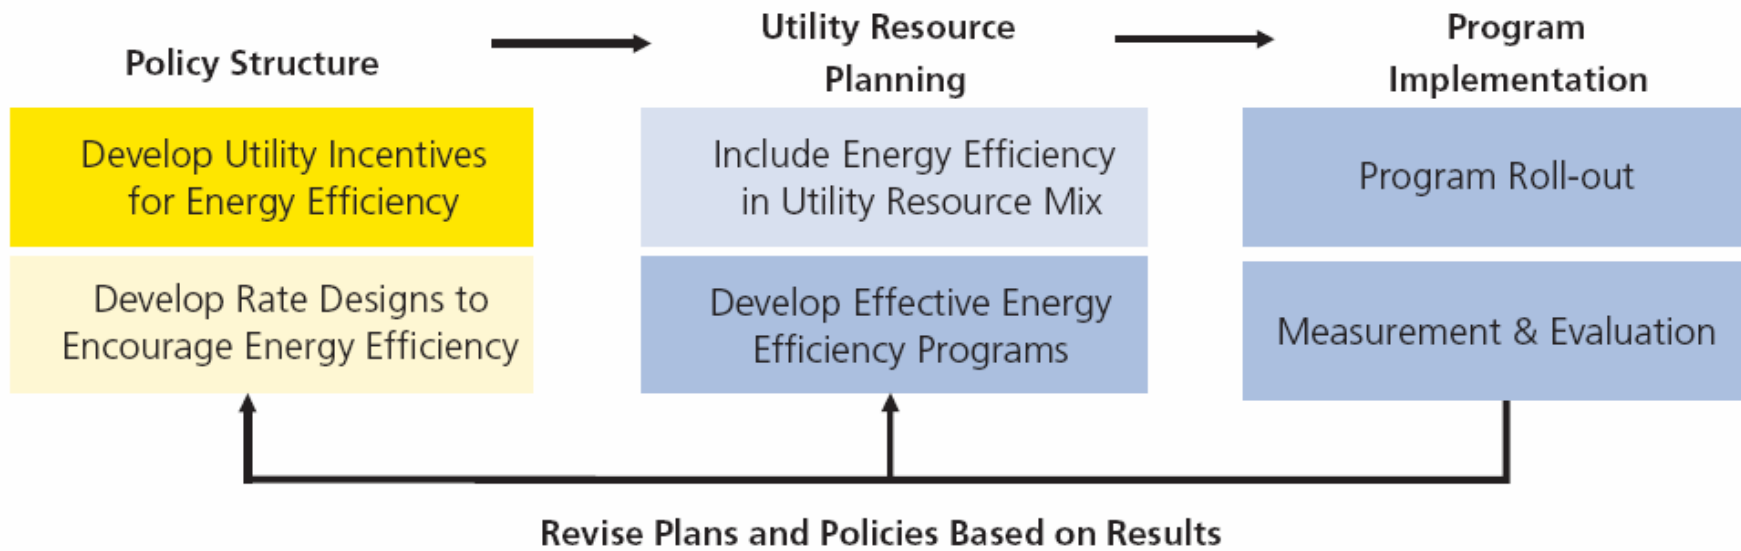 Policy Structure
Utility Resource
Planning
Program
Implementation
Develop Utility Incentives
for Energy Efficiency
Include Energy Efficiency
in Utility Resource Mix
Program Roll-out
Develop Rate Designs to
Encourage Energy Efficiency
Develop Effective Energy
Efficiency Programs
Measurement & Evaluation
Revise Plans and Policies Based on Results